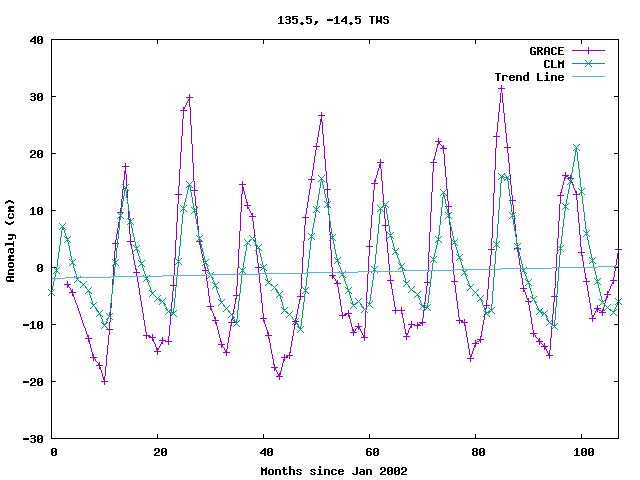 135.5, -14.5 TWS
GRACE
CLM
Trend Line
40
30
20
10
0
-10
-20
-30
Anomaly (cm)
0 20 40 60 80 100
Months since Jan 2002